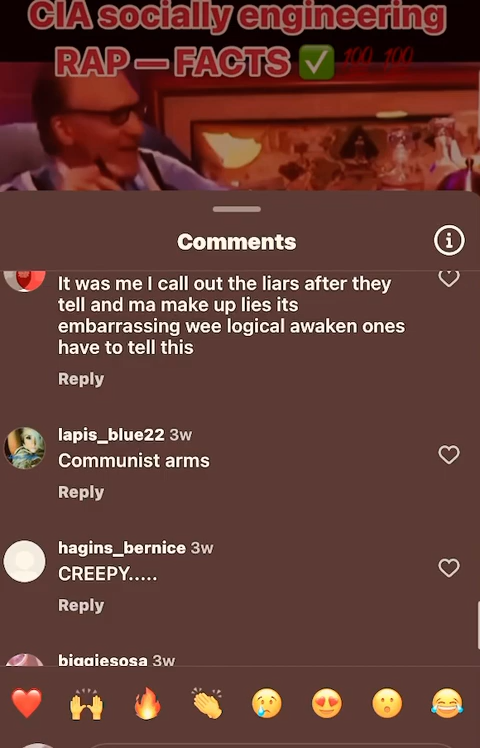 CIA socially engineering
RAP — FACTS ✅ 💯 💯
Comments
It was me I call out the liars after they
tell and ma make up lies its
embarrassing wee logical awaken ones
have to tell this
Reply
lapis_blue22 3w
Communist arms
Reply
hagins_bernice 3w
CREEPY.....
Reply
biggiesosa 3w